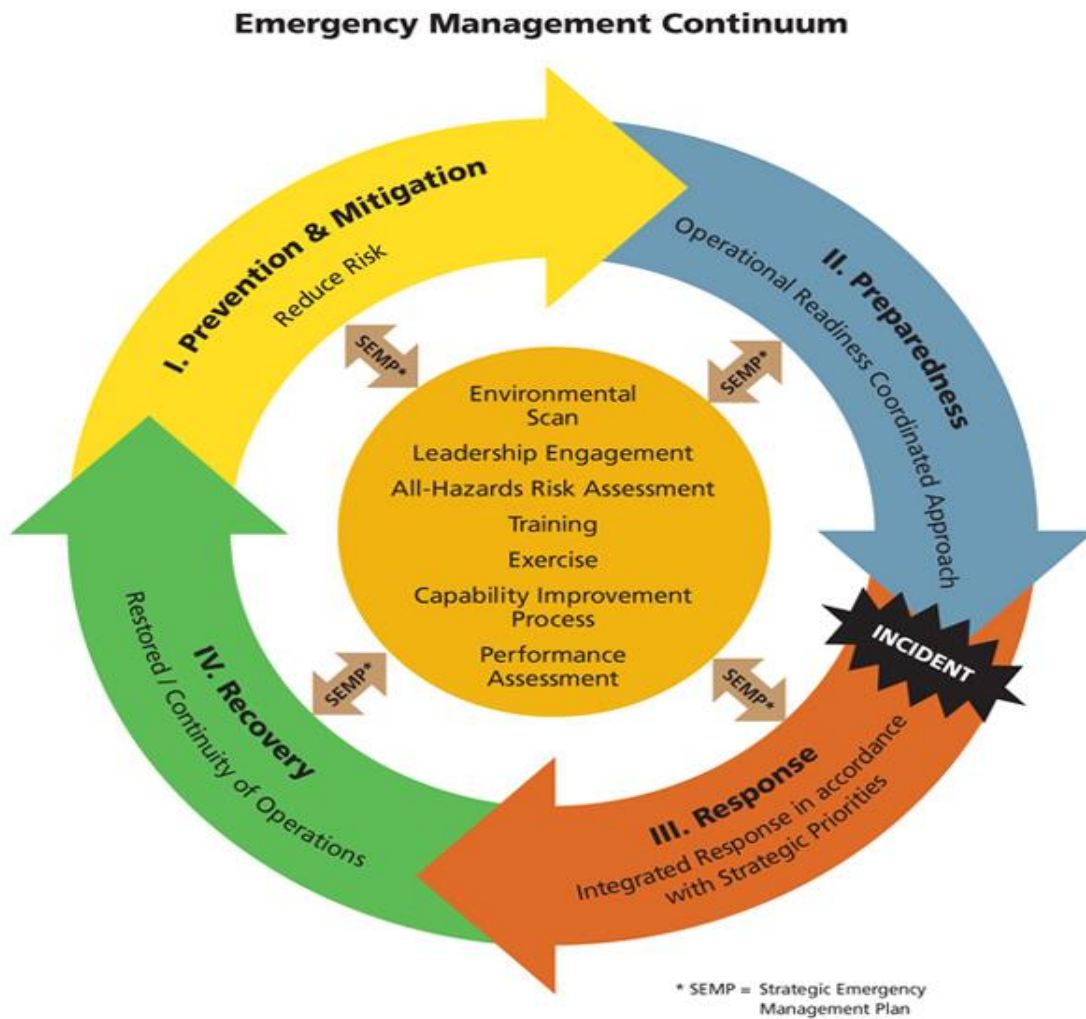 Emergency Management Continuum
I. Prevention & Mitigation
Reduce Risk
II. Preparedness
Operational Readiness Coordinated Approach
INCIDENT
III. Response
Integrated Response in accordance
with Strategic Priorities
IV. Recovery
Restored / Continuity of Operations
SEMP*
SEMP*
SEMP*
SEMP*
Environmental
Scan
Leadership Engagement
All-Hazards Risk Assessment
Training
Exercise
Capability Improvement
Process
Performance
Assessment
* SEMP = Strategic Emergency
Management Plan